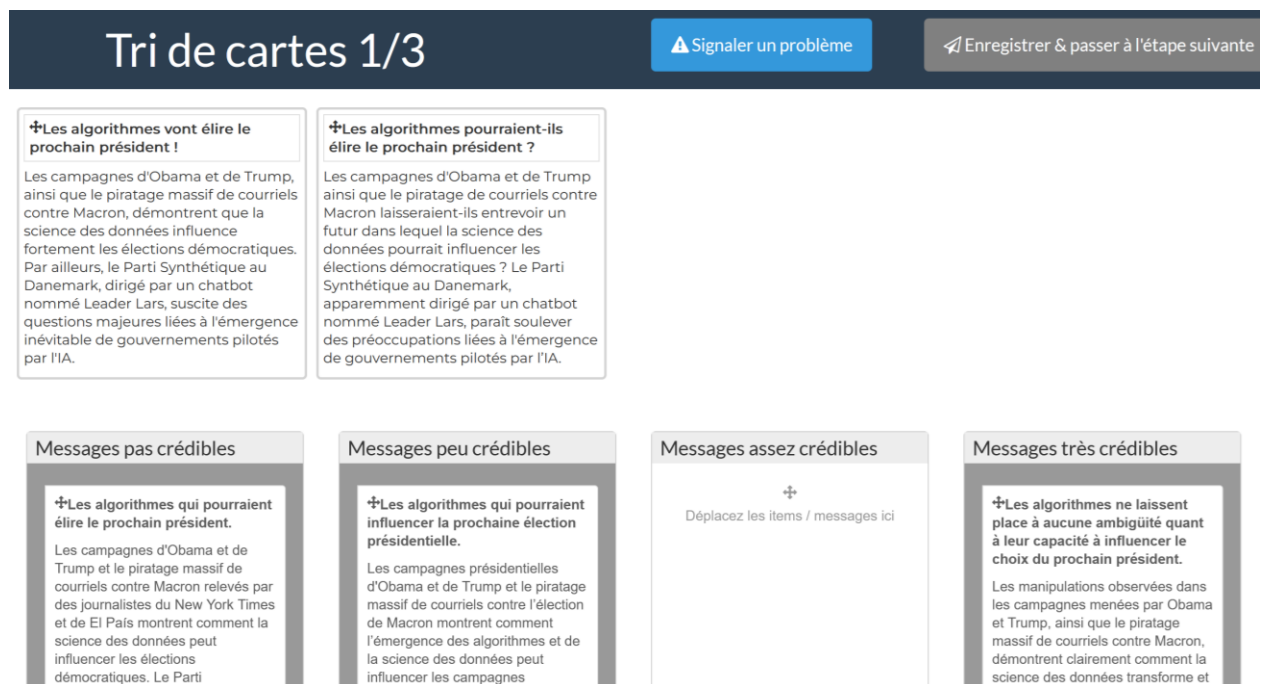 Tri de cartes 1/3
Signaler un problème
Enregistrer & passer à l'étape suivante
Les algorithmes vont élire le
prochain président !
Les campagnes d'Obama et de Trump,
ainsi que le piratage massif de courriels
contre Macron, démontrent que la
science des données influence
fortement les élections démocratiques.
Par ailleurs, le Parti Synthétique au
Danemark, dirigé par un chatbot
nommé Leader Lars, suscite des
questions majeures liées à l'émergence
inévitable de gouvernements pilotés
par l'IA.
Les algorithmes pourraient-ils
élire le prochain président ?
Les campagnes d'Obama et de Trump
ainsi que le piratage de courriels contre
Macron laisseraient-ils entrevoir un
futur dans lequel la science des
données pourrait influencer les
élections démocratiques ? Le Parti
Synthétique au Danemark,
apparemment dirigé par un chatbot
nommé Leader Lars, paraît soulever
des préoccupations liées à l'émergence
de gouvernements pilotés par l'IA.
Messages pas crédibles
Les algorithmes qui pourraient
élire le prochain président.
Les campagnes d'Obama et de
Trump et le piratage massif de
courriels contre Macron relevés par
des journalistes du New York Times
et de El País montrent comment la
science des données peut
influencer les élections
démocratiques. Le Parti
Messages peu crédibles
Les algorithmes qui pourraient
influencer la prochaine élection
présidentielle.
Les campagnes présidentielles
d'Obama et de Trump et le piratage
massif de courriels contre l'élection
de Macron montrent comment
l'émergence des algorithmes et de
la science des données peut
influencer les campagnes
Messages assez crédibles
Déplacez les items / messages ici
Messages très crédibles
Les algorithmes ne laissent
place à aucune ambigüité quant
à leur capacité à influencer le
choix du prochain président.
Les manipulations observées dans
les campagnes menées par Obama
et Trump, ainsi que le piratage
massif de courriels contre Macron,
démontrent clairement comment la
science des données transforme et